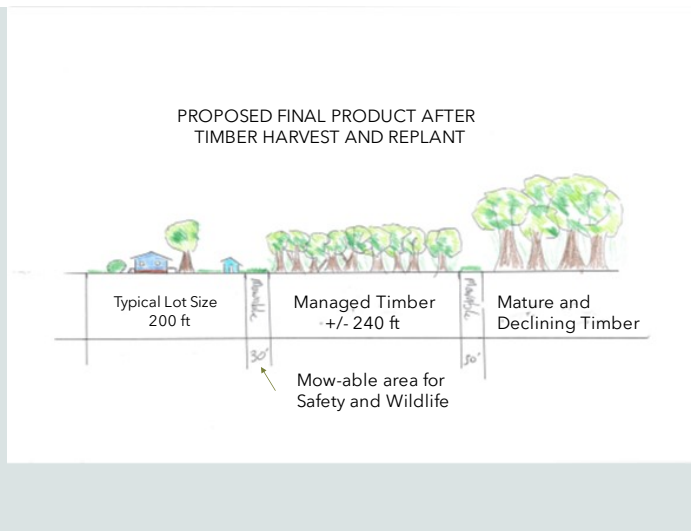 PROPOSED FINAL PRODUCT AFTER
TIMBER HARVEST AND REPLANT
Typical Lot Size
200 ft
Mowable
Managed Timber
+/- 240 ft
Mowable
Mature and
Declining Timber
30'
Mow-able area for
Safety and Wildlife